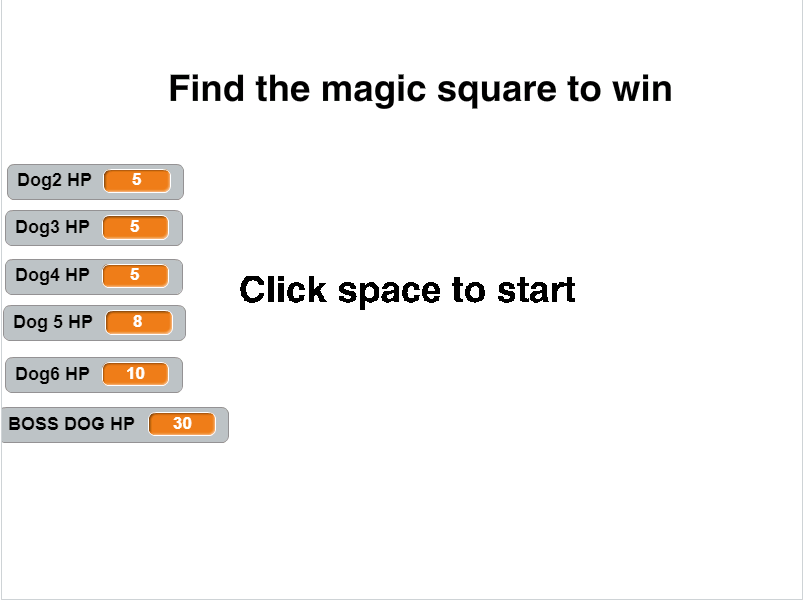 Find the magic square to win
Dog2 HP 5
Dog3 HP 5
Dog4 HP 5
Click space to start
Dog 5 HP 8
Dog6 HP 10
BOSS DOG HP 30